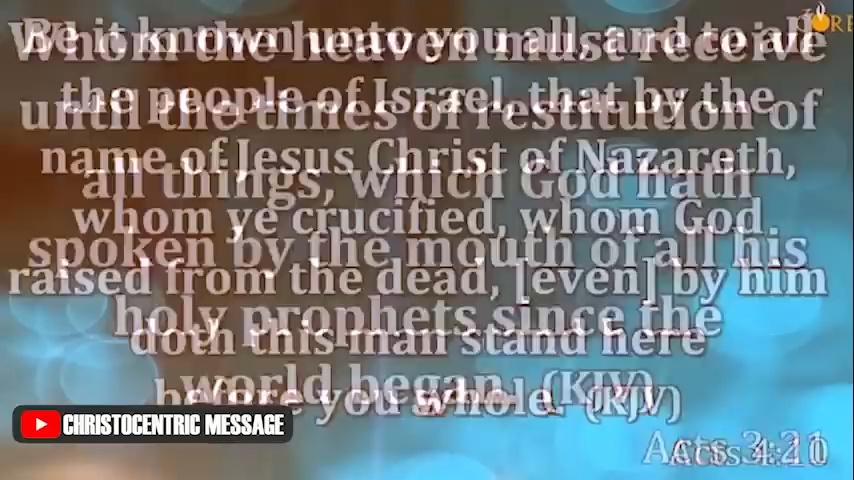 Whom the heaven must receive
until the times of restitution of
all things, which God hath
spoken by the mouth of all his
holy prophets since the
world began. (KJV)
Acts 3:21
Be it known unto you all, and to all
the people of Israel, that by the
name of Jesus Christ of Nazareth,
whom ye crucified, whom God
raised from the dead, [even] by him
doth this man stand here
before you whole. (KJV)
Acts 4:10
CHRISTOCENTRIC MESSAGE